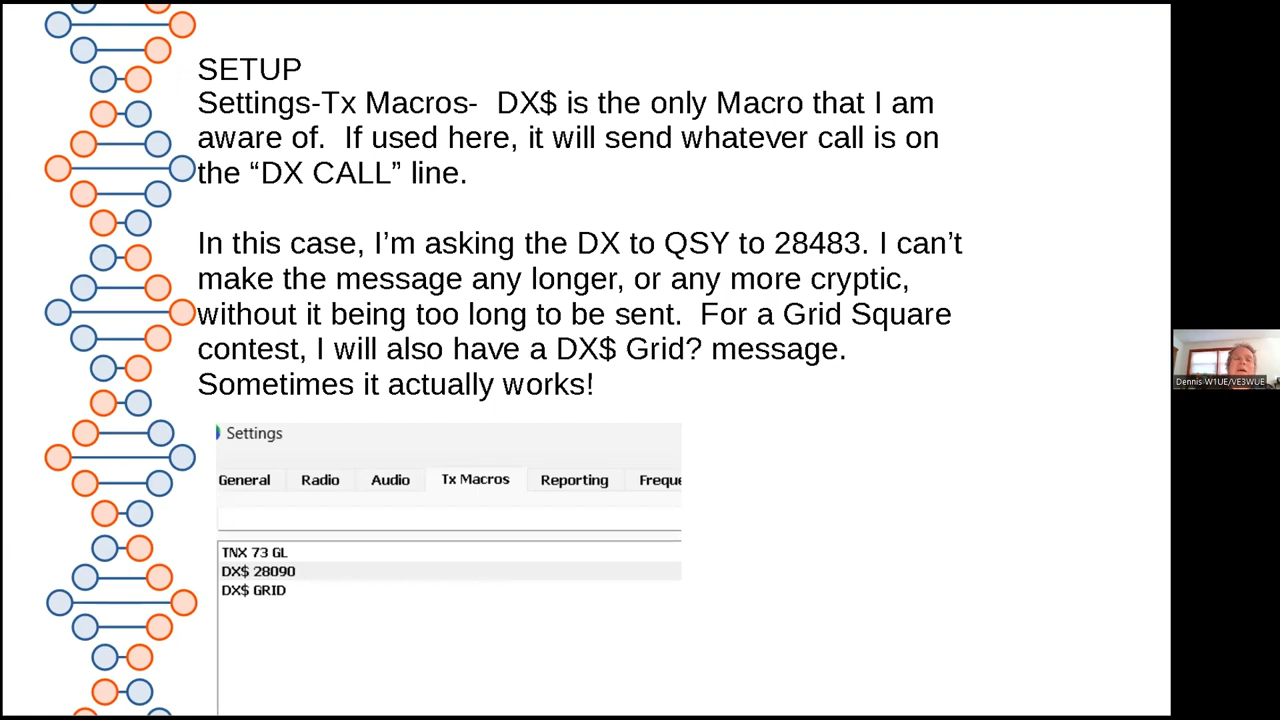 SETUP
Settings-Tx Macros-  DX$ is the only Macro that I am
aware of.  If used here, it will send whatever call is on
the “DX CALL” line.
In this case, I’m asking the DX to QSY to 28483. I can’t
make the message any longer, or any more cryptic,
without it being too long to be sent.  For a Grid Square
contest, I will also have a DX$ Grid? message.
Sometimes it actually works!
Settings
General Radio Audio Tx Macros Reporting Freque
TNX 73 GL
DX$ 28090
DX$ GRID
Dennis W1UE/VE3WUE